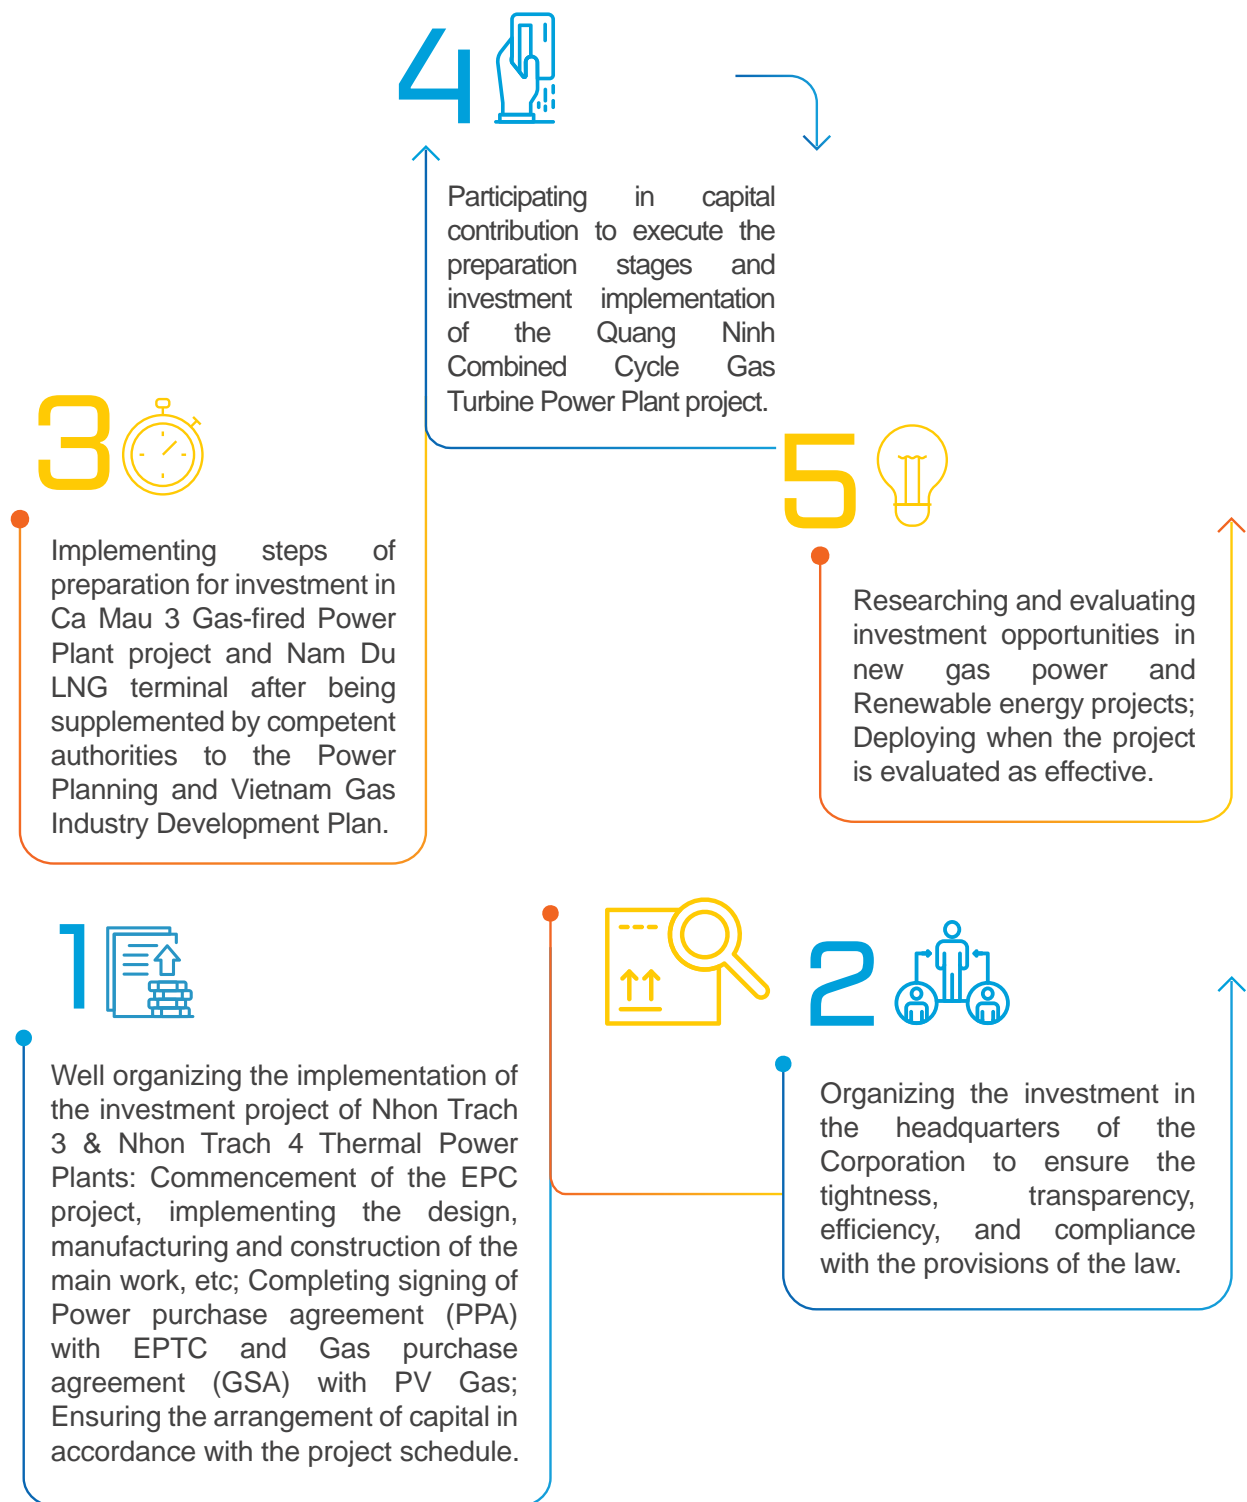 4
Participating in capital
contribution to execute the
preparation stages and
investment implementation
of the Quang Ninh
Combined Cycle Gas
Turbine Power Plant project.
3
Implementing steps of
preparation for investment in
Ca Mau 3 Gas-fired Power
Plant project and Nam Du
LNG terminal after being
supplemented by competent
authorities to the Power
Planning and Vietnam Gas
Industry Development Plan.
5
Researching and evaluating
investment opportunities in
new gas power and
Renewable energy projects;
Deploying when the project
is evaluated as effective.
1
Well organizing the implementation of
the investment project of Nhon Trach
3 & Nhon Trach 4 Thermal Power
Plants: Commencement of the EPC
project, implementing the design,
manufacturing and construction of the
main work, etc; Completing signing of
Power purchase agreement (PPA)
with EPTC and Gas purchase
agreement (GSA) with PV Gas;
Ensuring the arrangement of capital in
accordance with the project schedule.
2
Organizing the investment in
the headquarters of the
Corporation to ensure the
tightness, transparency,
efficiency, and compliance
with the provisions of the law.